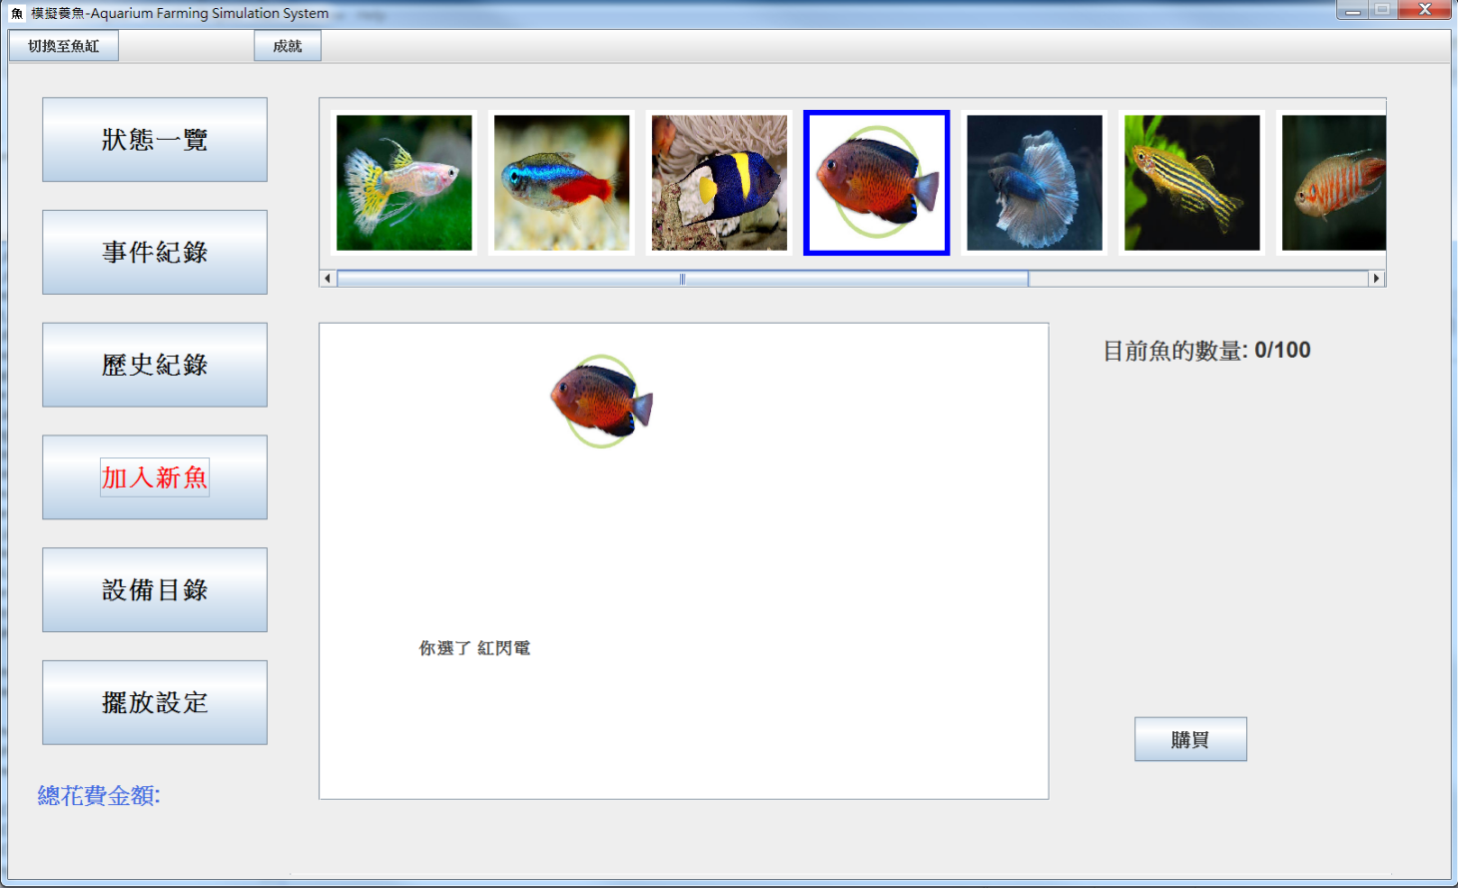 魚 模擬養魚-Aquarium Farming Simulation System
切換至魚缸
成就
狀態一覽
事件紀錄
歷史紀錄
加入新魚
設備目錄
擺放設定
總花費金額:
你選了 紅閃電
目前魚的數量: 0/100
購買